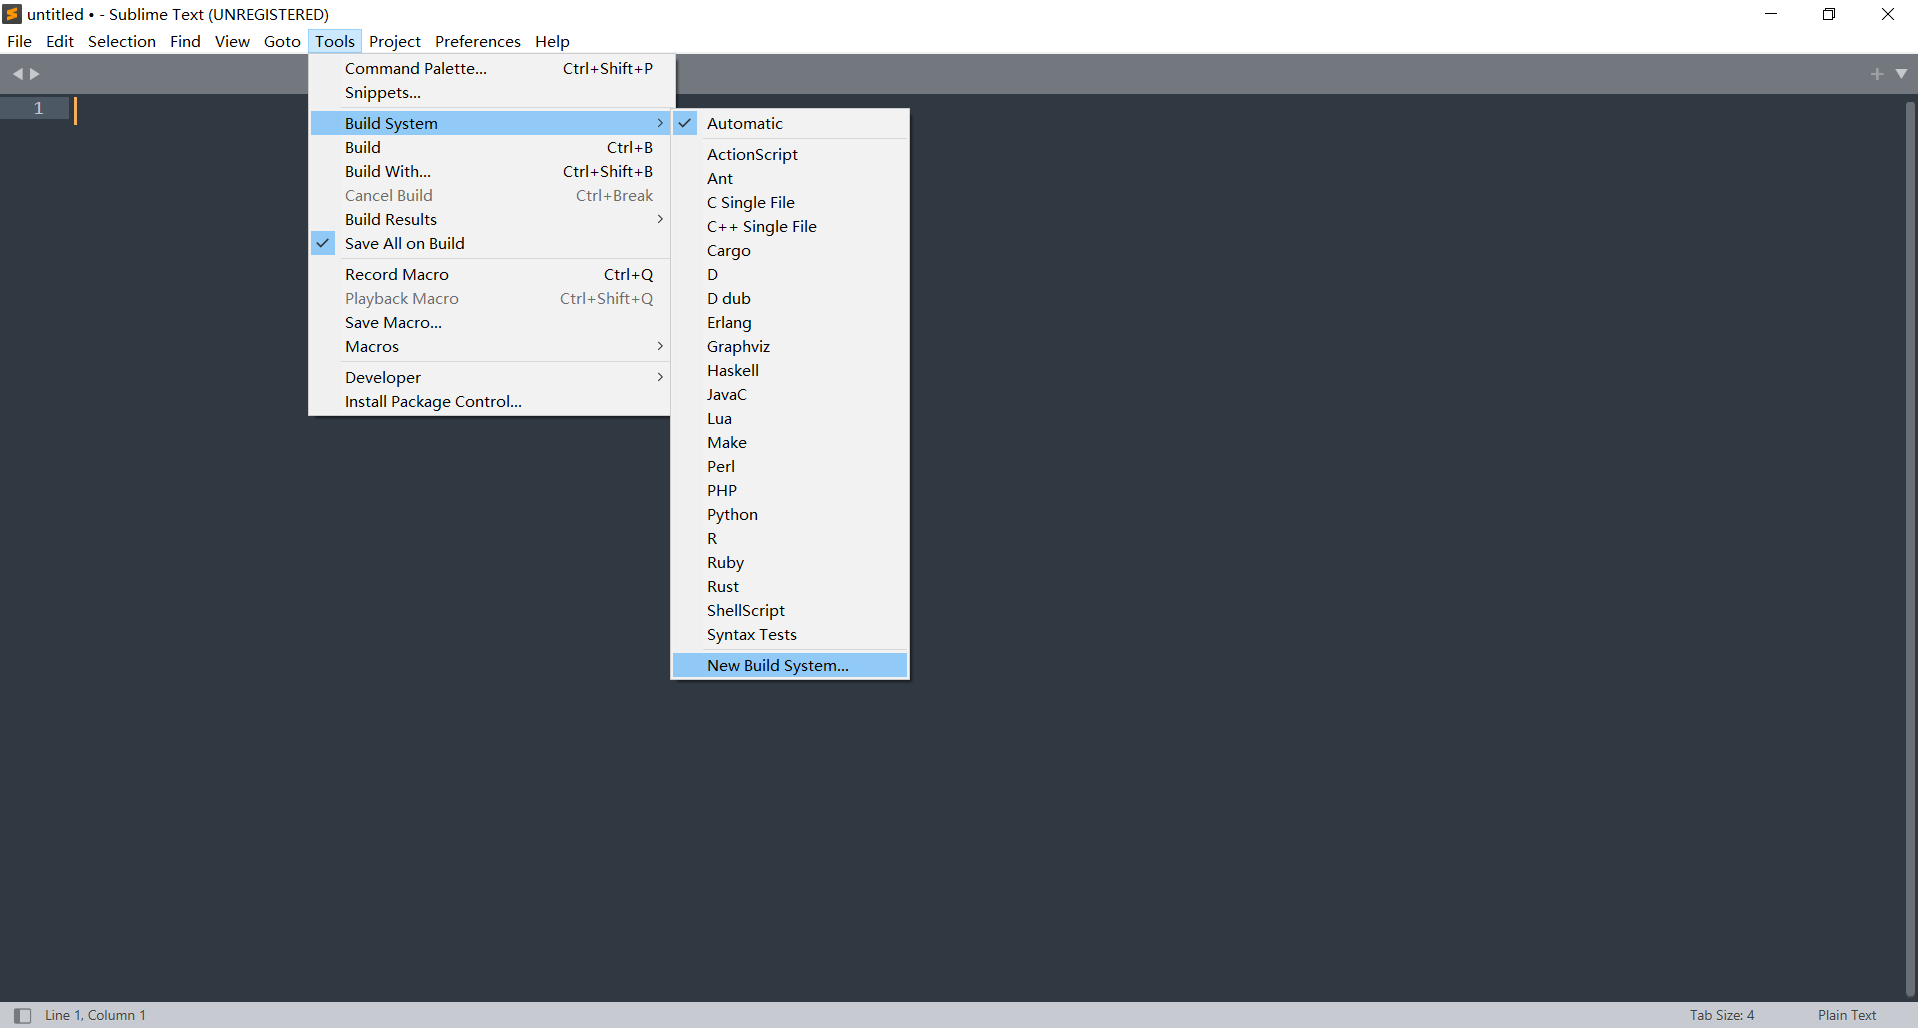 untitled • - Sublime Text (UNREGISTERED)
File Edit Selection Find View Goto Tools Project Preferences Help
Command Palette... Ctrl+Shift+P
Snippets...
Build System
Build Ctrl+B
Build With... Ctrl+Shift+B
Cancel Build Ctrl+Break
Build Results
Save All on Build
Record Macro Ctrl+Q
Playback Macro Ctrl+Shift+Q
Save Macro...
Macros
Developer
Install Package Control...
1
Automatic
ActionScript
Ant
C Single File
C++ Single File
Cargo
D
D dub
Erlang
Graphviz
Haskell
JavaC
Lua
Make
Perl
PHP
Python
R
Ruby
Rust
ShellScript
Syntax Tests
New Build System...
Line 1, Column 1
Tab Size: 4
Plain Text